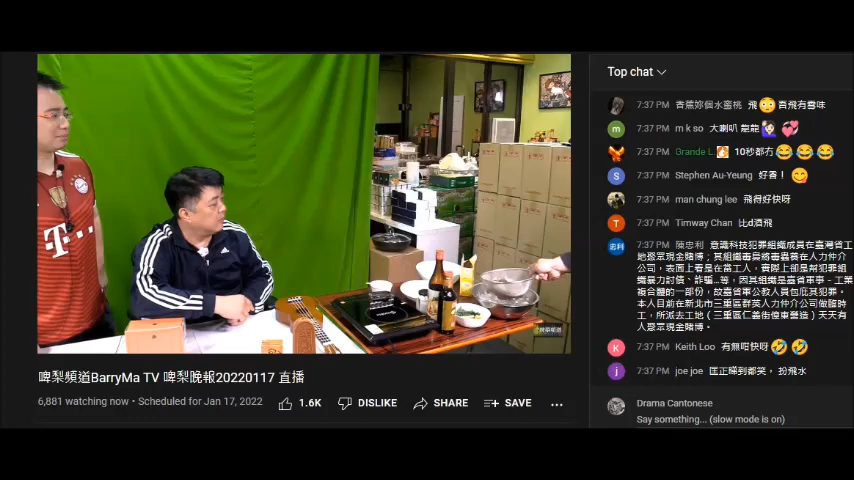 Top chat
7:37 PM 香蕉妳個水蜜桃 飛😳吾飛有雪味
7:37 PM m k so 大喇叭 龍龍🙋🏻💞
7:37 PM Grande L 10秒都冇😂😂😂
7:37 PM Stephen Au-Yeung 好香！😋
7:37 PM man chung lee 飛得好快呀
7:37 PM Timway Chan 比d酒飛
7:37 PM 陳忠利 意識科技犯罪組織成員在臺灣省工
地聚眾現金賭博；其組織毒梟將毒蟲養在人力仲介
公司，表面上看是在當工人，實際上卻是幫犯罪組
織暴力討債、詐騙…等，因其組織是臺省軍事-工業
複合體的一部份，故臺省軍公教人員包庇其犯罪。
本人目前在新北市三重區群英人力仲介公司做臨時
工，所派去工地（三重區仁義街偉東營造）天天有
人聚眾現金賭博。
7:37 PM Keith Loo 有無咁快呀🤣🤣
7:37 PM joe joe 匡正睇到都笑， 扮飛水
Drama Cantonese
Say something... (slow mode is on)
啤梨頻道BarryMa TV 啤梨晚報20220117 直播
6,881 watching now • Scheduled for Jan 17, 2022
1.6K DISLIKE SHARE SAVE